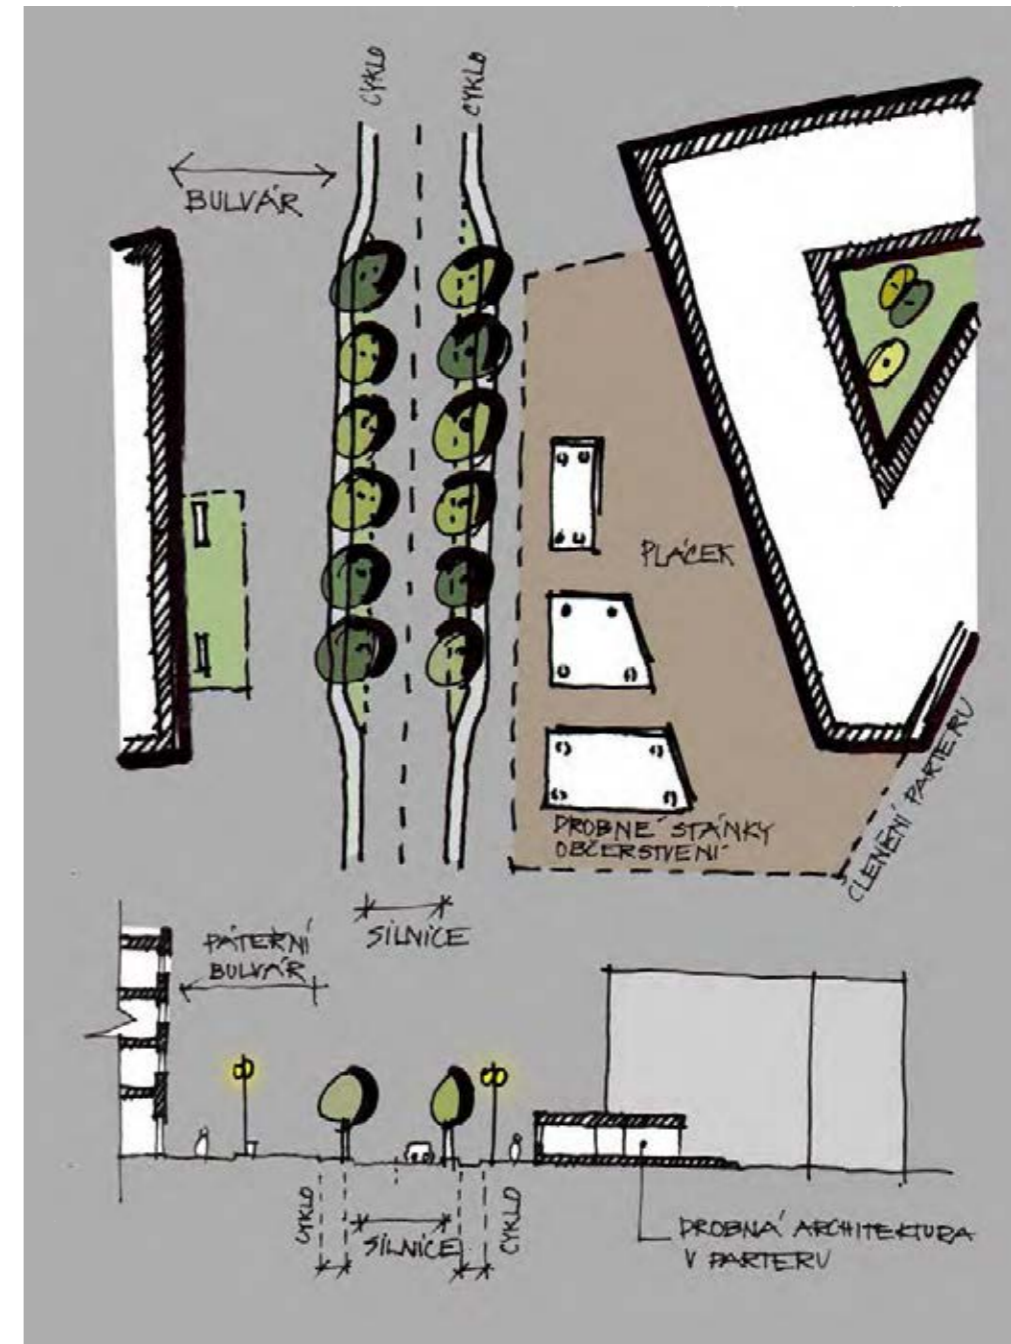 CYKLO
CYKLO
BULVÁR
PLÁCEK
DROBNÉ STÁNKY
OBČERSTVENÍ
ČLENĚNÍ PARTERU
SILNICE
PÁTEŘNÍ
BULVÁR
CYKLO
SILNICE
CYKLO
DROBNÁ ARCHITEKTURA
V PARTERU